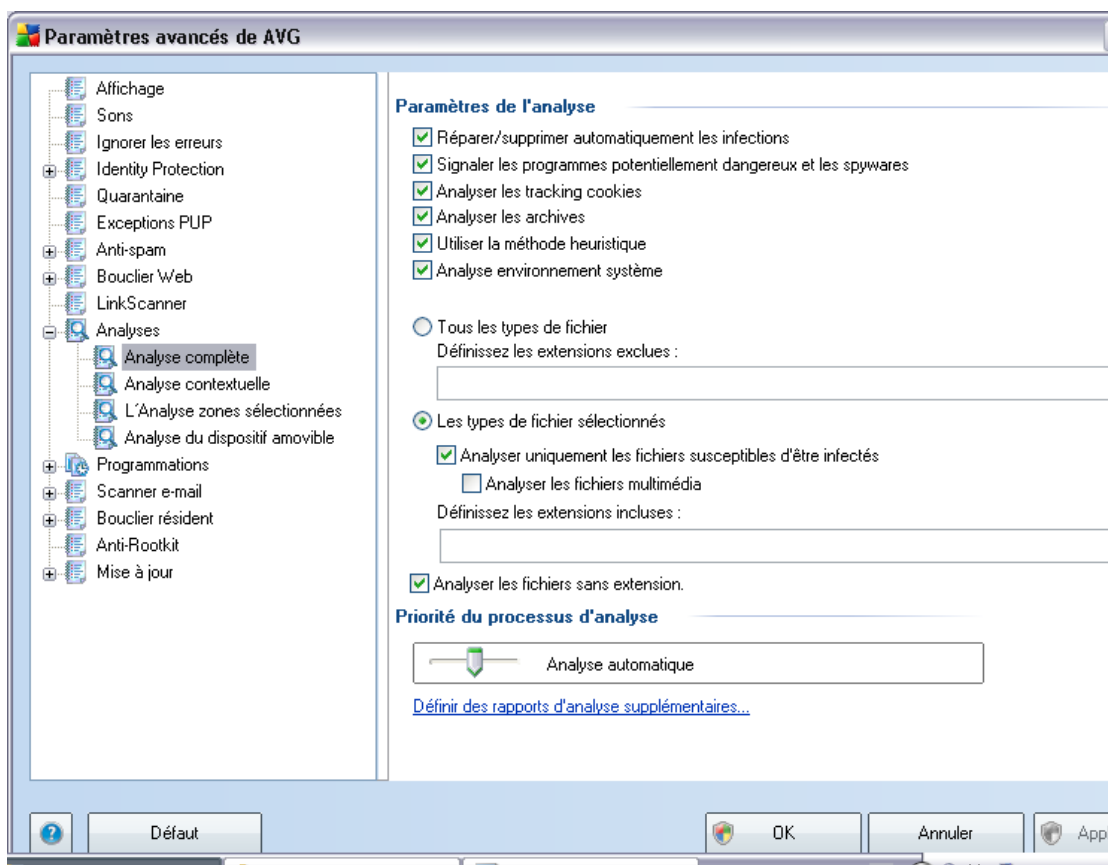 Paramètres avancés de AVG
Affichage
Sons
Ignorer les erreurs
Identity Protection
Quarantaine
Exceptions PUP
Anti-spam
Bouclier Web
LinkScanner
Analyses
Analyse complète
Analyse contextuelle
L´Analyse zones sélectionnées
Analyse du dispositif amovible
Programmations
Scanner e-mail
Bouclier résident
Anti-Rootkit
Mise à jour
Paramètres de l'analyse
Réparer/supprimer automatiquement les infections
Signaler les programmes potentiellement dangereux et les spywares
Analyser les tracking cookies
Analyser les archives
Utiliser la méthode heuristique
Analyse environnement système
Tous les types de fichier
Définissez les extensions exclues :
Les types de fichier sélectionnés
Analyser uniquement les fichiers susceptibles d'être infectés
Analyser les fichiers multimédia
Définissez les extensions incluses :
Analyser les fichiers sans extension.
Priorité du processus d'analyse
Analyse automatique
Définir des rapports d'analyse supplémentaires...
Défaut
OK
Annuler
App